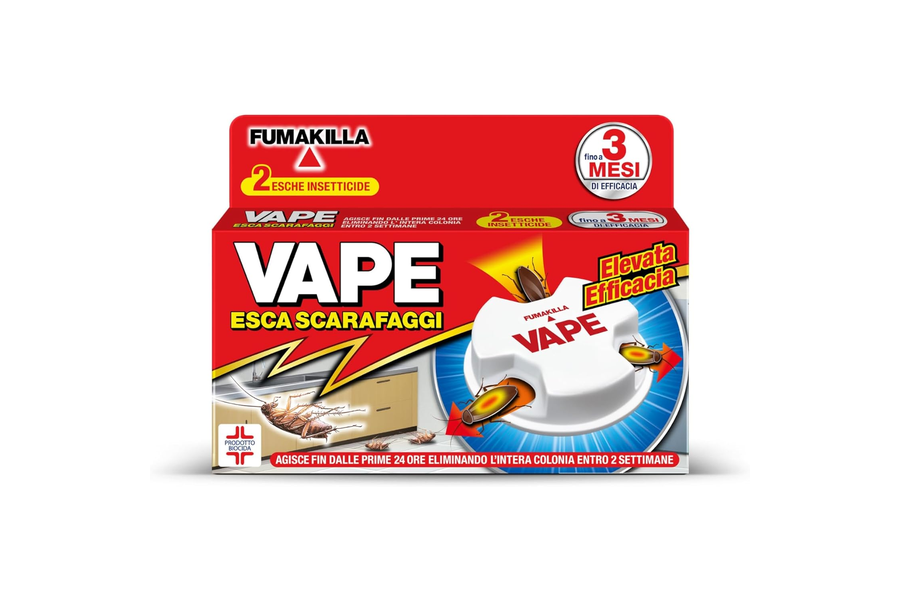 FUMAKILLA
2 ESCHE INSETTICIDE
fino a
3
MESI
DI EFFICACIA
VAPE
ESCA SCARAFAGGI
AGISCE FIN DALLE PRIME 24 ORE
ELIMINANDO L'INTERA COLONIA
ENTRO 2 SETTIMANE
2 ESCHE
INSETTICIDE
fino a 3 MESI
DI EFFICACIA
VAPE
ESCA SCARAFAGGI
Elevata
Efficacia
FUMAKILLA
VAPE
PRODOTTO
BIOCIDA
AGISCE FIN DALLE PRIME 24 ORE ELIMINANDO L'INTERA COLONIA ENTRO 2 SETTIMANE